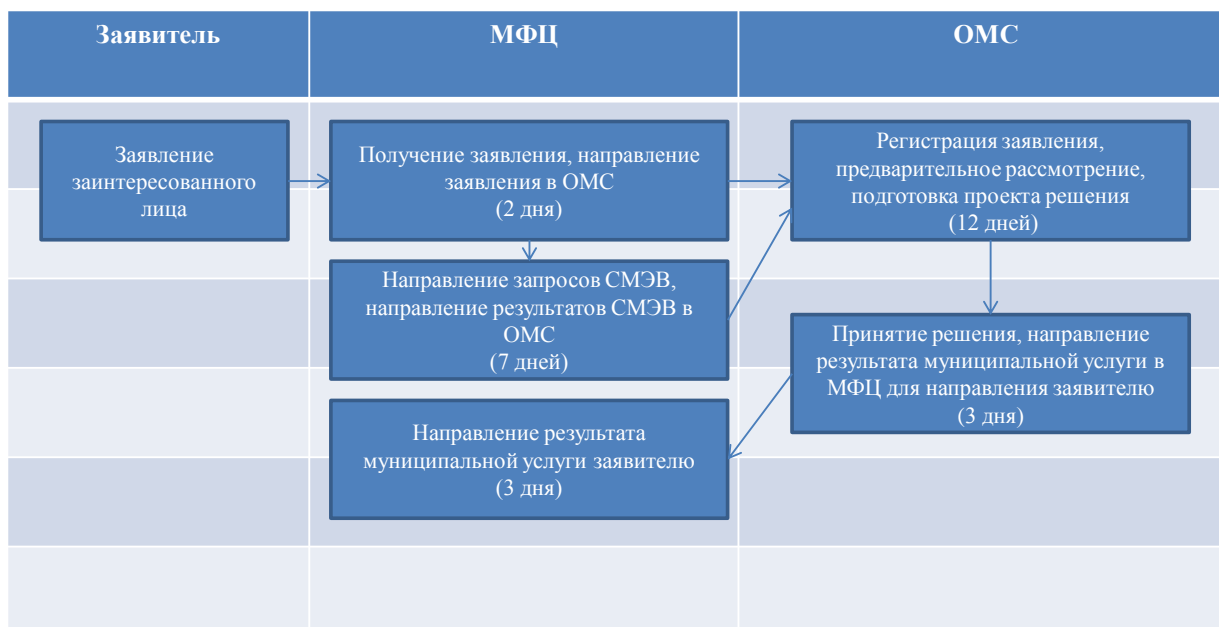 Заявитель
МФЦ
ОМС
Заявление
заинтересованного
лица
Получение заявления, направление
заявления в ОМС
(2 дня)
Регистрация заявления,
предварительное рассмотрение,
подготовка проекта решения
(12 дней)
Направление запросов СМЭВ,
направление результатов СМЭВ в
ОМС
(7 дней)
Принятие решения, направление
результата муниципальной услуги в
МФЦ для направления заявителю
(3 дня)
Направление результата
муниципальной услуги заявителю
(3 дня)